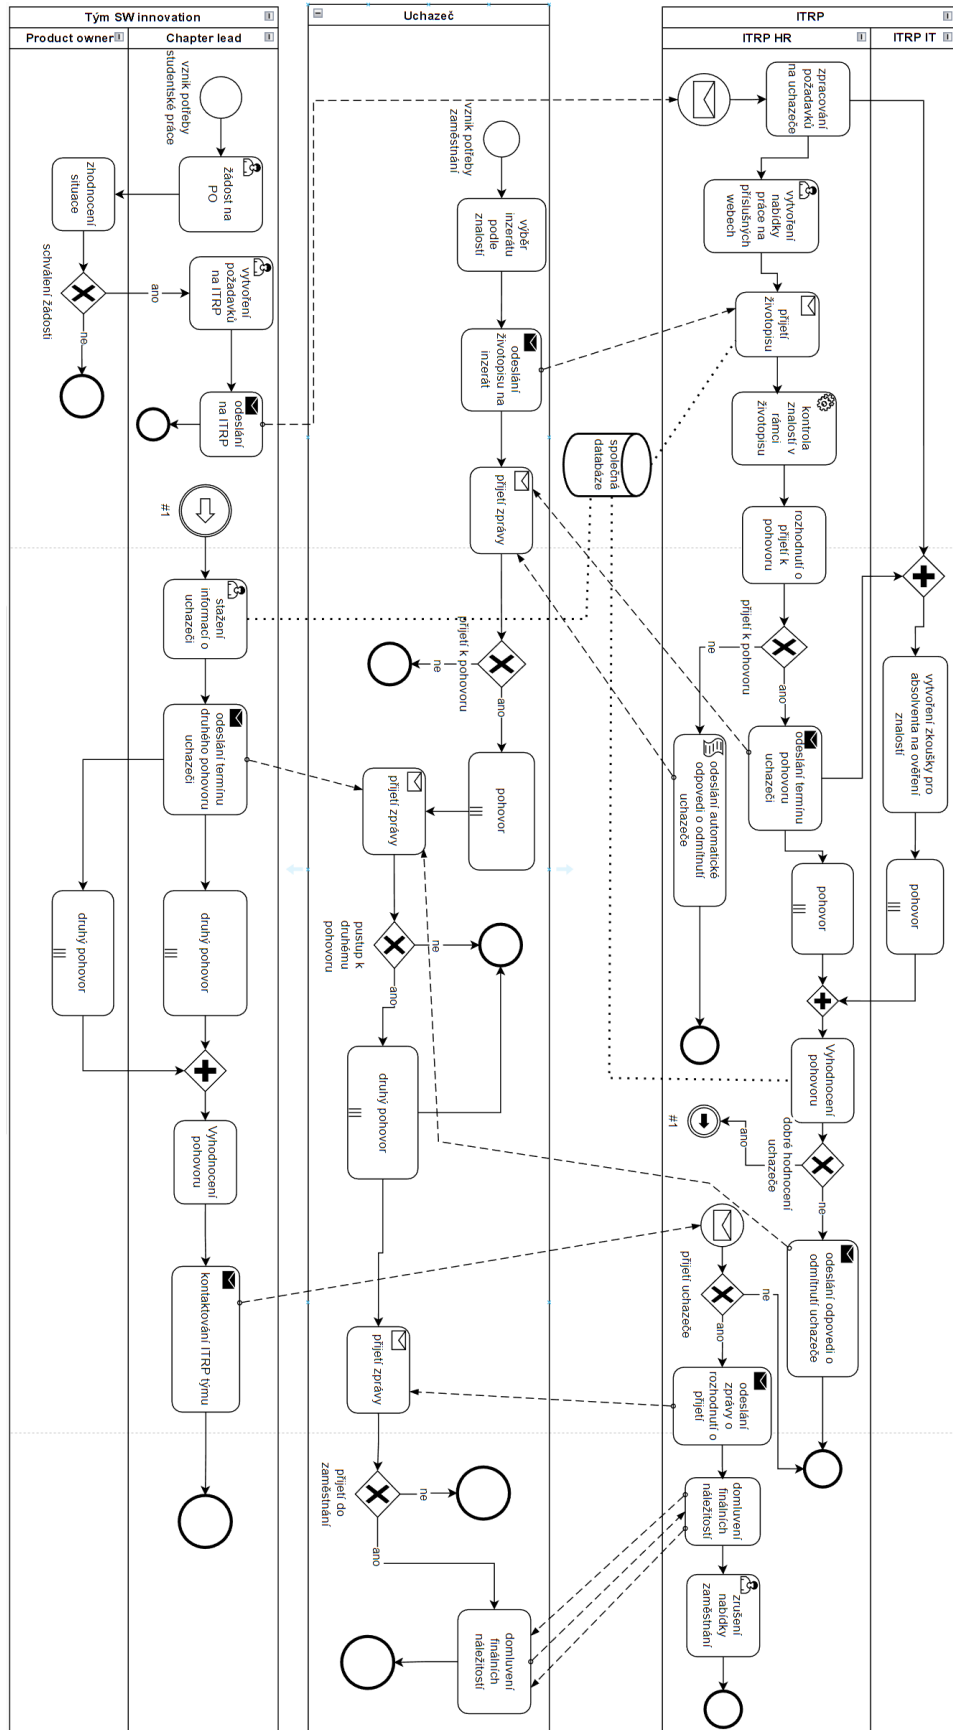 Tým SW innovation
Product owner
Chapter lead
vznik potřeby
studentské práce
žádost na
PO
zhodnocení
situace
schválení žádosti
ano
ne
vytvoření
požadavků
na ITRP
odeslání
na ITRP
#1
stažení
informací o
uchazeči
odeslání termínu
druhého pohovoru
uchazeči
druhý pohovor
druhý pohovor
Vyhodnocení
pohovoru
kontaktování ITRP týmu
Uchazeč
vznik potřeby
zaměstnání
výběr
inzerátu
podle
znalostí
odeslání
životopisu na
inzerát
přijetí zprávy
společná
databáze
přijetí k pohovoru
ne
ano
pohovor
přijetí zprávy
pustup k
druhému
pohovoru
ne
ano
druhý pohovor
přijetí zprávy
přijetí do
zaměstnání
ne
ano
domluvení
finálních
náležitostí
ITRP
ITRP HR
ITRP IT
zpracování
požadavků
na uchazeče
vytvoření
nabídky
práce na
příslušných
webech
přijetí
životopisu
kontrola
znalostí v
rámci
životopisu
rozhodnutí o
přijetí k
pohovoru
přijetí k pohovoru
ne
ano
odeslání termínu
pohovoru
uchazeči
odeslání automatické
odpovedi o odmítnutí
uchazeče
vytvoření zkoušky pro
absolventa na ověření
znalostí
pohovor
pohovor
Vyhodnocení
pohovoru
dobré hodnocení
uchazeče
ano
#1
ne
odeslání odpovedi o
odmítnutí uchazeče
přijetí uchazeče
ne
ano
odeslání
zprávy o
rozhodnutí o
přijetí
domluvení
finálních
náležitostí
zrušení
nabídky
zaměstnání